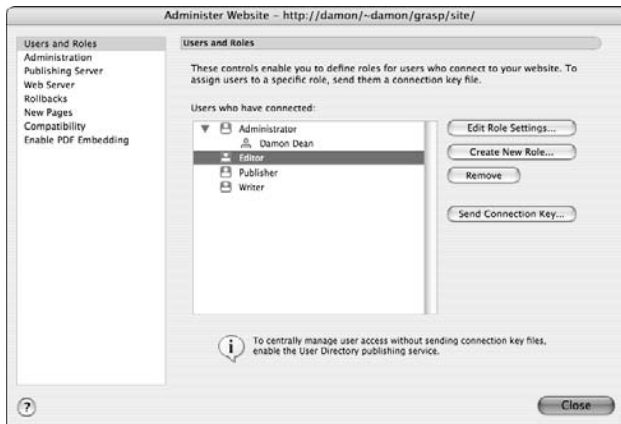 Administer Website - http://damon/~damon/grasp/site/
Users and Roles
Administration
Publishing Server
Web Server
Rollbacks
New Pages
Compatibility
Enable PDF Embedding
Users and Roles
These controls enable you to define roles for users who connect to your website. To
assign users to a specific role, send them a connection key file.
Users who have connected:
Administrator
Damon Dean
Editor
Publisher
Writer
Edit Role Settings...
Create New Role...
Remove
Send Connection Key...
i
To centrally manage user access without sending connection key files,
enable the User Directory publishing service.
?
Close